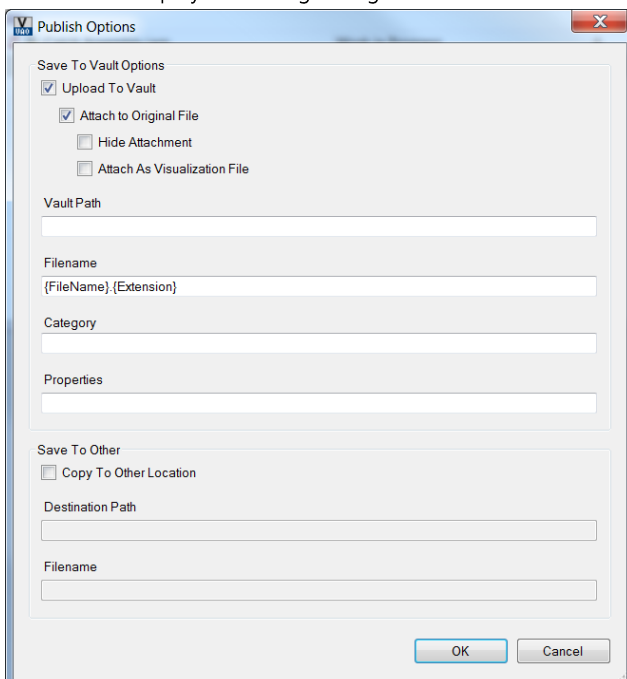 Publish Options
Save To Vault Options
Upload To Vault
Attach to Original File
Hide Attachment
Attach As Visualization File
Vault Path
Filename
{FileName}.{Extension}
Category
Properties
Save To Other
Copy To Other Location
Destination Path
Filename
OK Cancel